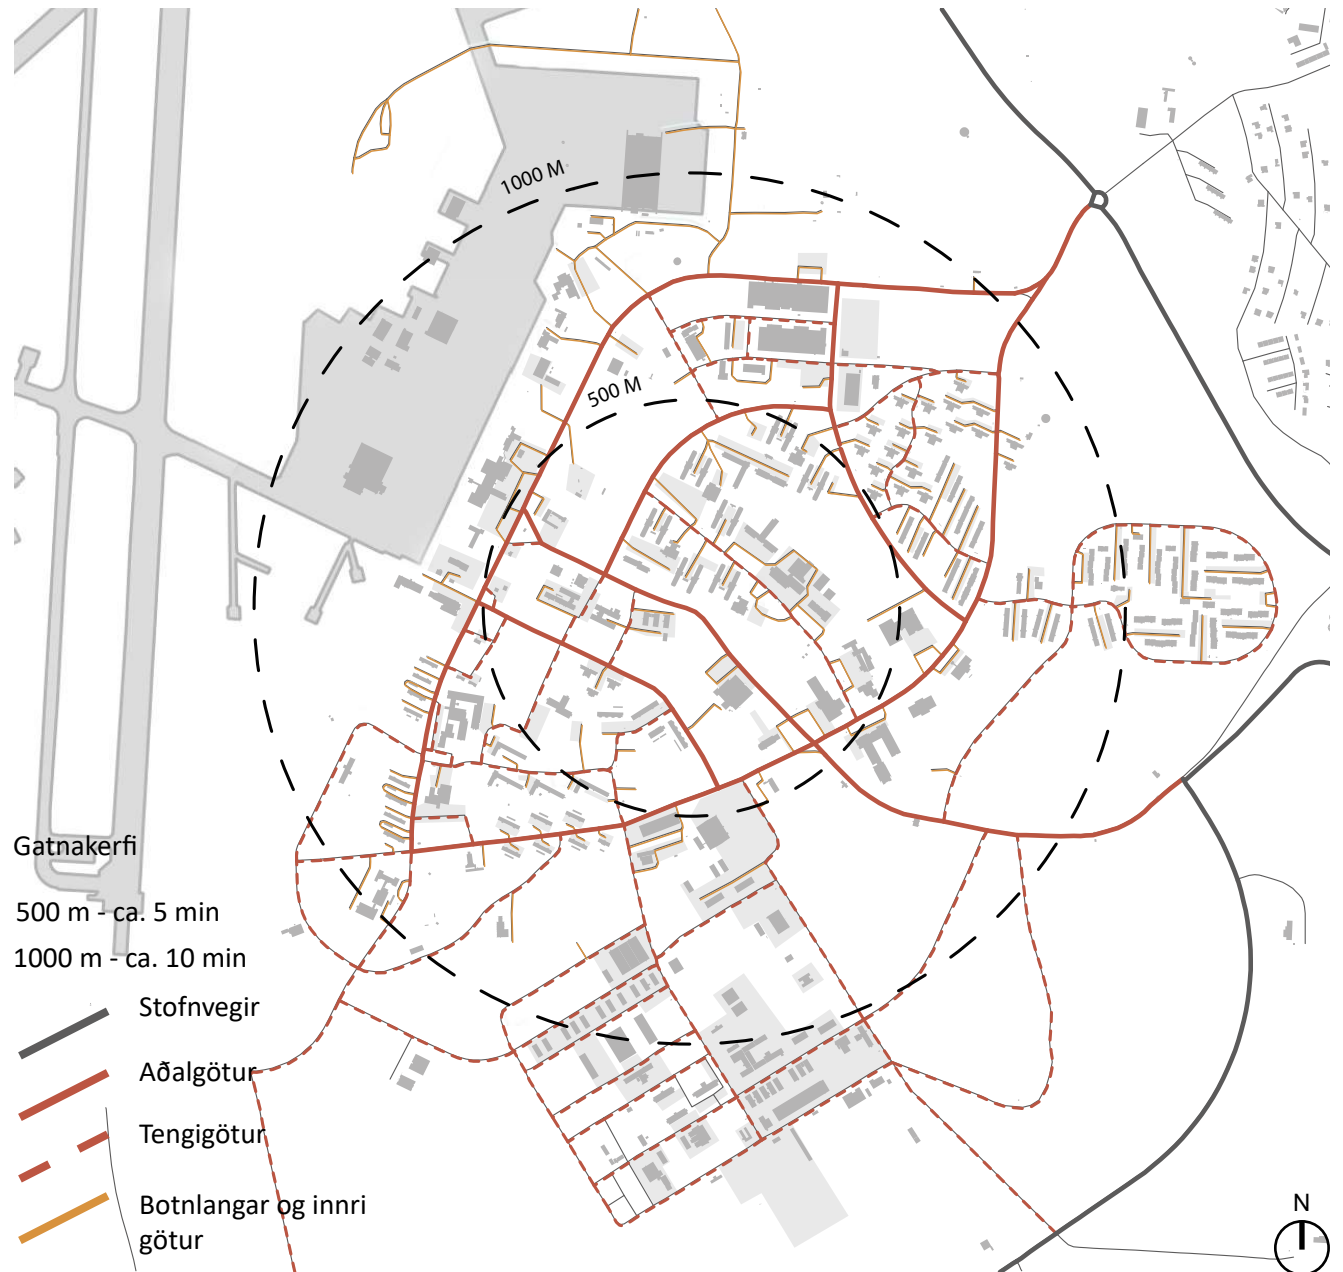 1000 M
500 M
Gatnakerfi
500 m - ca. 5 min
1000 m - ca. 10 min
Stofnvegir
Aðalgötur
Tengigötur
Botnlangar og innri
götur
N